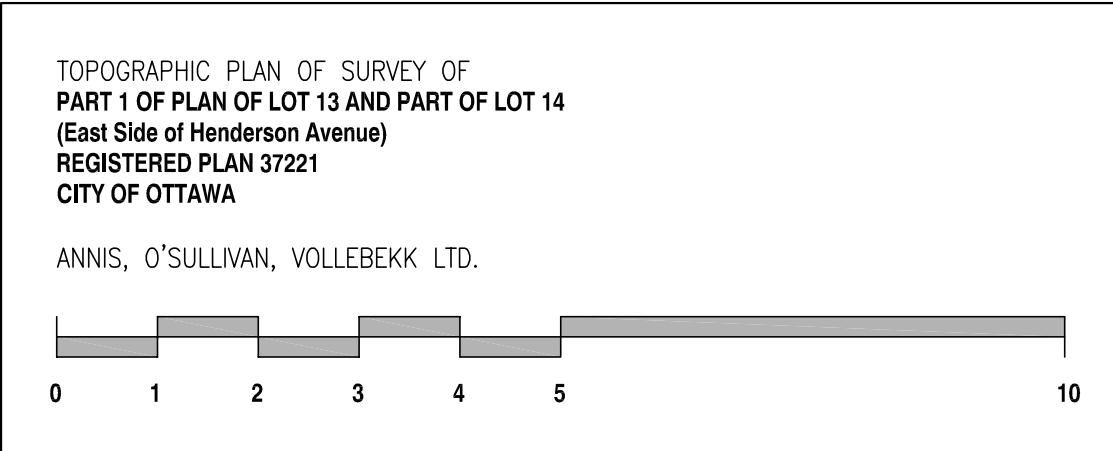 TOPOGRAPHIC PLAN OF SURVEY OF
PART 1 OF PLAN OF LOT 13 AND PART OF LOT 14
(East Side of Henderson Avenue)
REGISTERED PLAN 37221
CITY OF OTTAWA
ANNIS, O'SULLIVAN, VOLLEBEKK LTD.
0 1 2 3 4 5 10